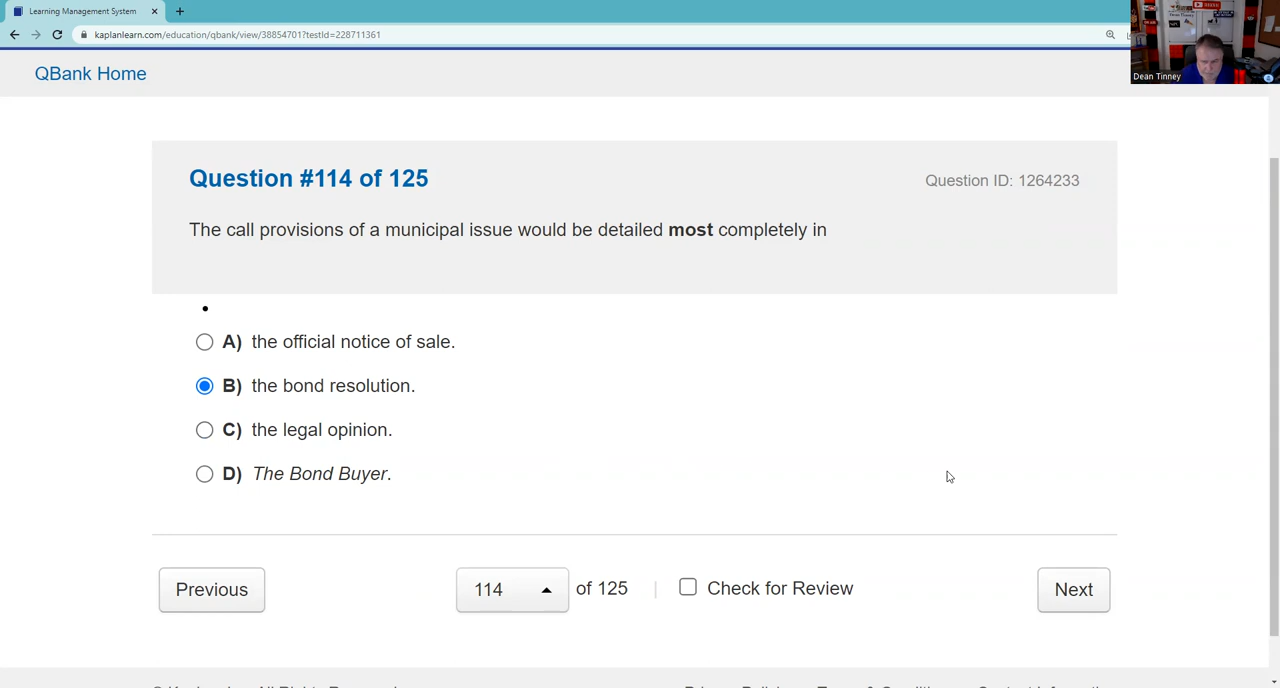 Learning Management System
kaplanlearn.com/education/qbank/view/38854701?testId=228711361
Dean Tinney
QBank Home
Question #114 of 125
Question ID: 1264233
The call provisions of a municipal issue would be detailed most completely in
A) the official notice of sale.
B) the bond resolution.
C) the legal opinion.
D) The Bond Buyer.
Previous
114
of 125
Check for Review
Next